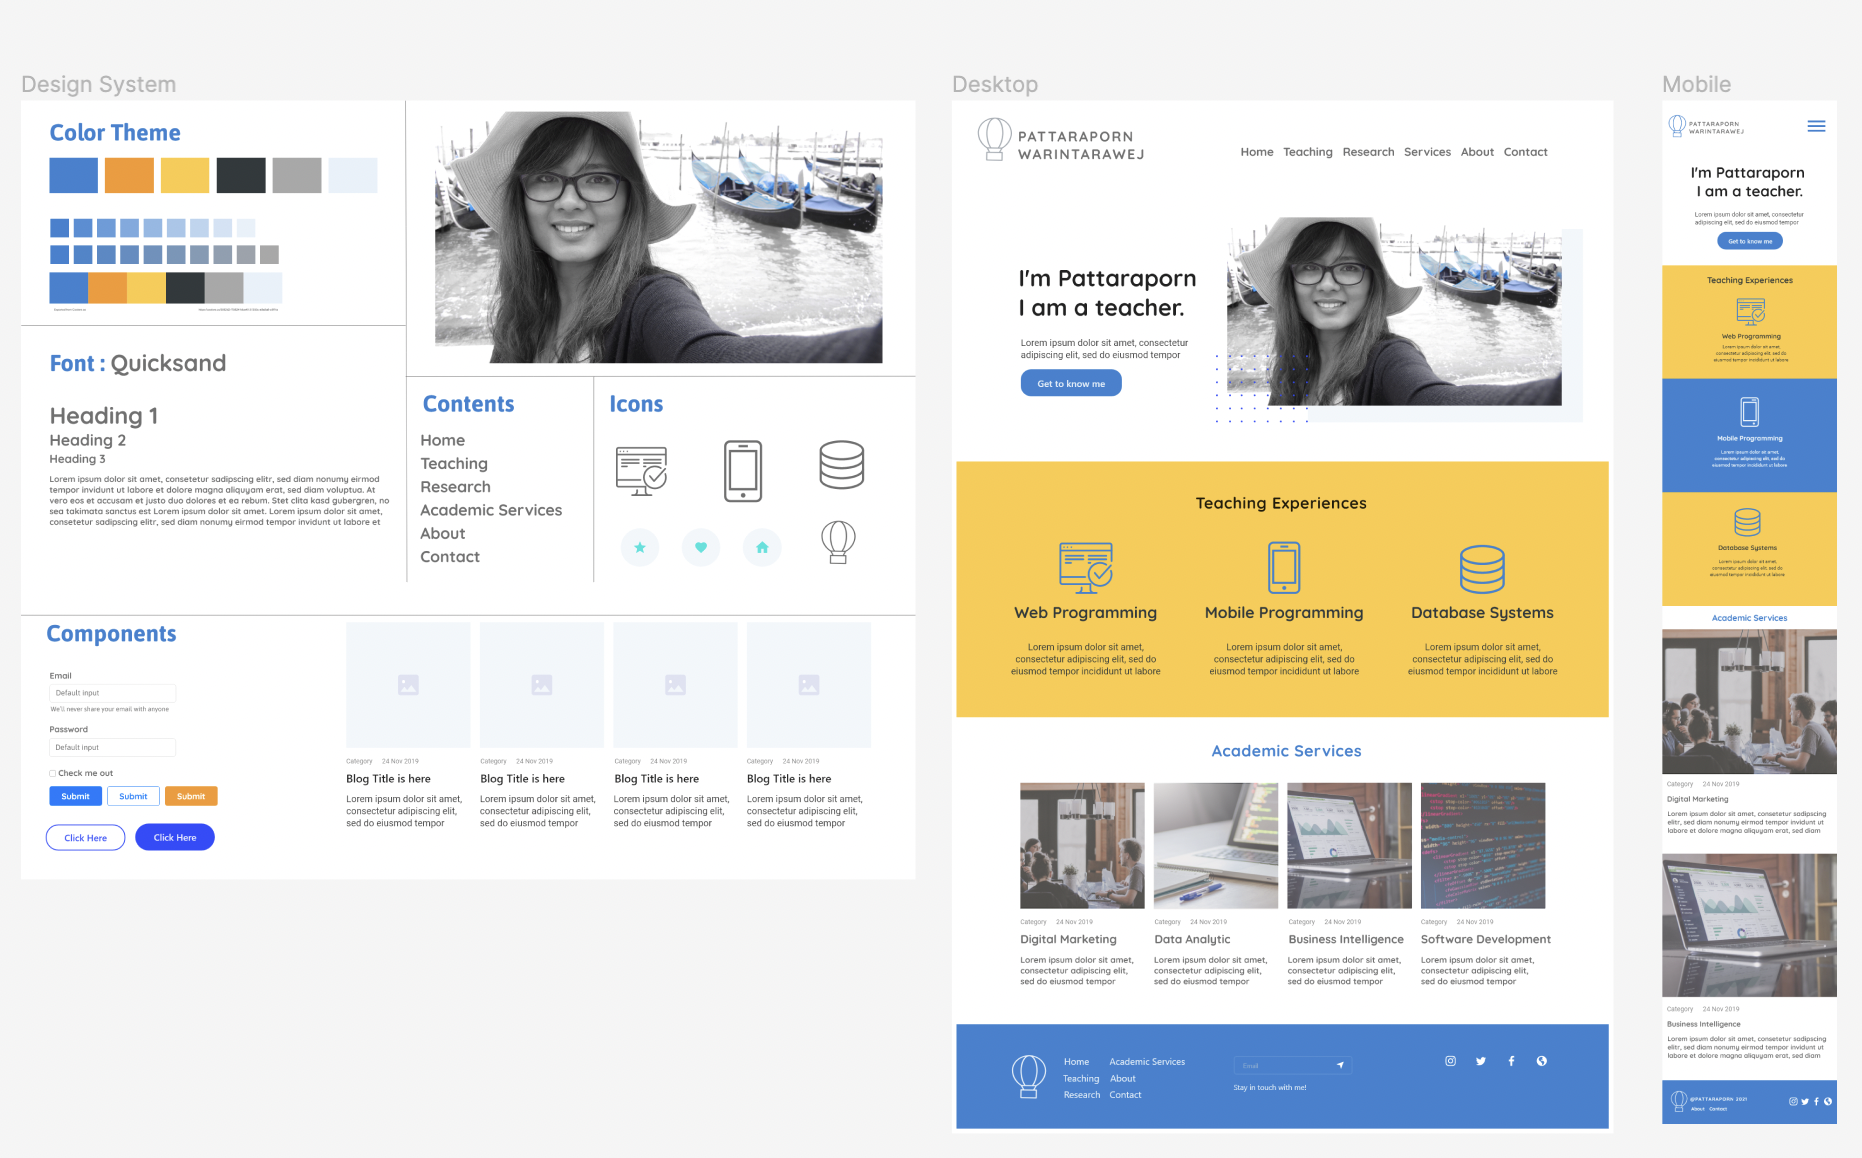 Design System
Color Theme
Font : Quicksand
Heading 1
Heading 2
Heading 3
Lorem ipsum dolor sit amet, consetetur sadipscing elitr, sed diam nonumy eirmod
tempor invidunt ut labore et dolore magna aliquyam erat, sed diam voluptua. At
vero eos et accusam et justo duo dolores et ea rebum. Stet clita kasd gubergren, no
sea takimata sanctus est Lorem ipsum dolor sit amet. Lorem ipsum dolor sit amet,
consetetur sadipscing elitr, sed diam nonumy eirmod tempor invidunt ut labore et
Contents
Home
Teaching
Research
Academic Services
About
Contact
Icons
Components
Email
Default input
We'll never share your email with anyone
Password
Default input
Check me out
Submit Submit Submit
Click Here Click Here
Category 24 Nov 2019
Blog Title is here
Lorem ipsum dolor sit amet,
consectetur adipiscing elit,
sed do eiusmod tempor
Category 24 Nov 2019
Blog Title is here
Lorem ipsum dolor sit amet,
consectetur adipiscing elit,
sed do eiusmod tempor
Category 24 Nov 2019
Blog Title is here
Lorem ipsum dolor sit amet,
consectetur adipiscing elit,
sed do eiusmod tempor
Category 24 Nov 2019
Blog Title is here
Lorem ipsum dolor sit amet,
consectetur adipiscing elit,
sed do eiusmod tempor
Desktop
PATTARAPORN
WARINTARAWEJ
Home Teaching Research Services About Contact
I'm Pattaraporn
I am a teacher.
Lorem ipsum dolor sit amet, consectetur
adipiscing elit, sed do eiusmod tempor
Get to know me
Teaching Experiences
Web Programming
Lorem ipsum dolor sit amet,
consectetur adipiscing elit, sed do
eiusmod tempor incididunt ut labore
Mobile Programming
Lorem ipsum dolor sit amet,
consectetur adipiscing elit, sed do
eiusmod tempor incididunt ut labore
Database Systems
Lorem ipsum dolor sit amet,
consectetur adipiscing elit, sed do
eiusmod tempor incididunt ut labore
Academic Services
Category 24 Nov 2019
Digital Marketing
Lorem ipsum dolor sit amet,
consectetur adipiscing elit,
sed do eiusmod tempor
Category 24 Nov 2019
Data Analytic
Lorem ipsum dolor sit amet,
consectetur adipiscing elit,
sed do eiusmod tempor
Category 24 Nov 2019
Business Intelligence
Lorem ipsum dolor sit amet,
consectetur adipiscing elit,
sed do eiusmod tempor
Category 24 Nov 2019
Software Development
Lorem ipsum dolor sit amet,
consectetur adipiscing elit,
sed do eiusmod tempor
Home Academic Services
Teaching About
Research Contact
Email
Stay in touch with me!
Mobile
PATTARAPORN
WARINTARAWEJ
I'm Pattaraporn
I am a teacher.
Lorem ipsum dolor sit amet, consectetur
adipiscing elit, sed do eiusmod tempor
Get to know me
Teaching Experiences
Web Programming
Lorem ipsum dolor sit amet,
consectetur adipiscing elit, sed do
eiusmod tempor incididunt ut labore
Mobile Programming
Lorem ipsum dolor sit amet,
consectetur adipiscing elit, sed do
eiusmod tempor incididunt ut labore
Database Systems
Lorem ipsum dolor sit amet,
consectetur adipiscing elit, sed do
eiusmod tempor incididunt ut labore
Academic Services
Category 24 Nov 2019
Digital Marketing
Lorem ipsum dolor sit amet, consetetur sadipscing
elitr, sed diam nonumy eirmod tempor invidunt ut
labore et dolore magna aliquyam erat, sed diam
Category 24 Nov 2019
Business Intelligence
Lorem ipsum dolor sit amet, consetetur sadipscing
elitr, sed diam nonumy eirmod tempor invidunt ut
labore et dolore magna aliquyam erat, sed diam
@PATTARAPORN 2021
About Contact